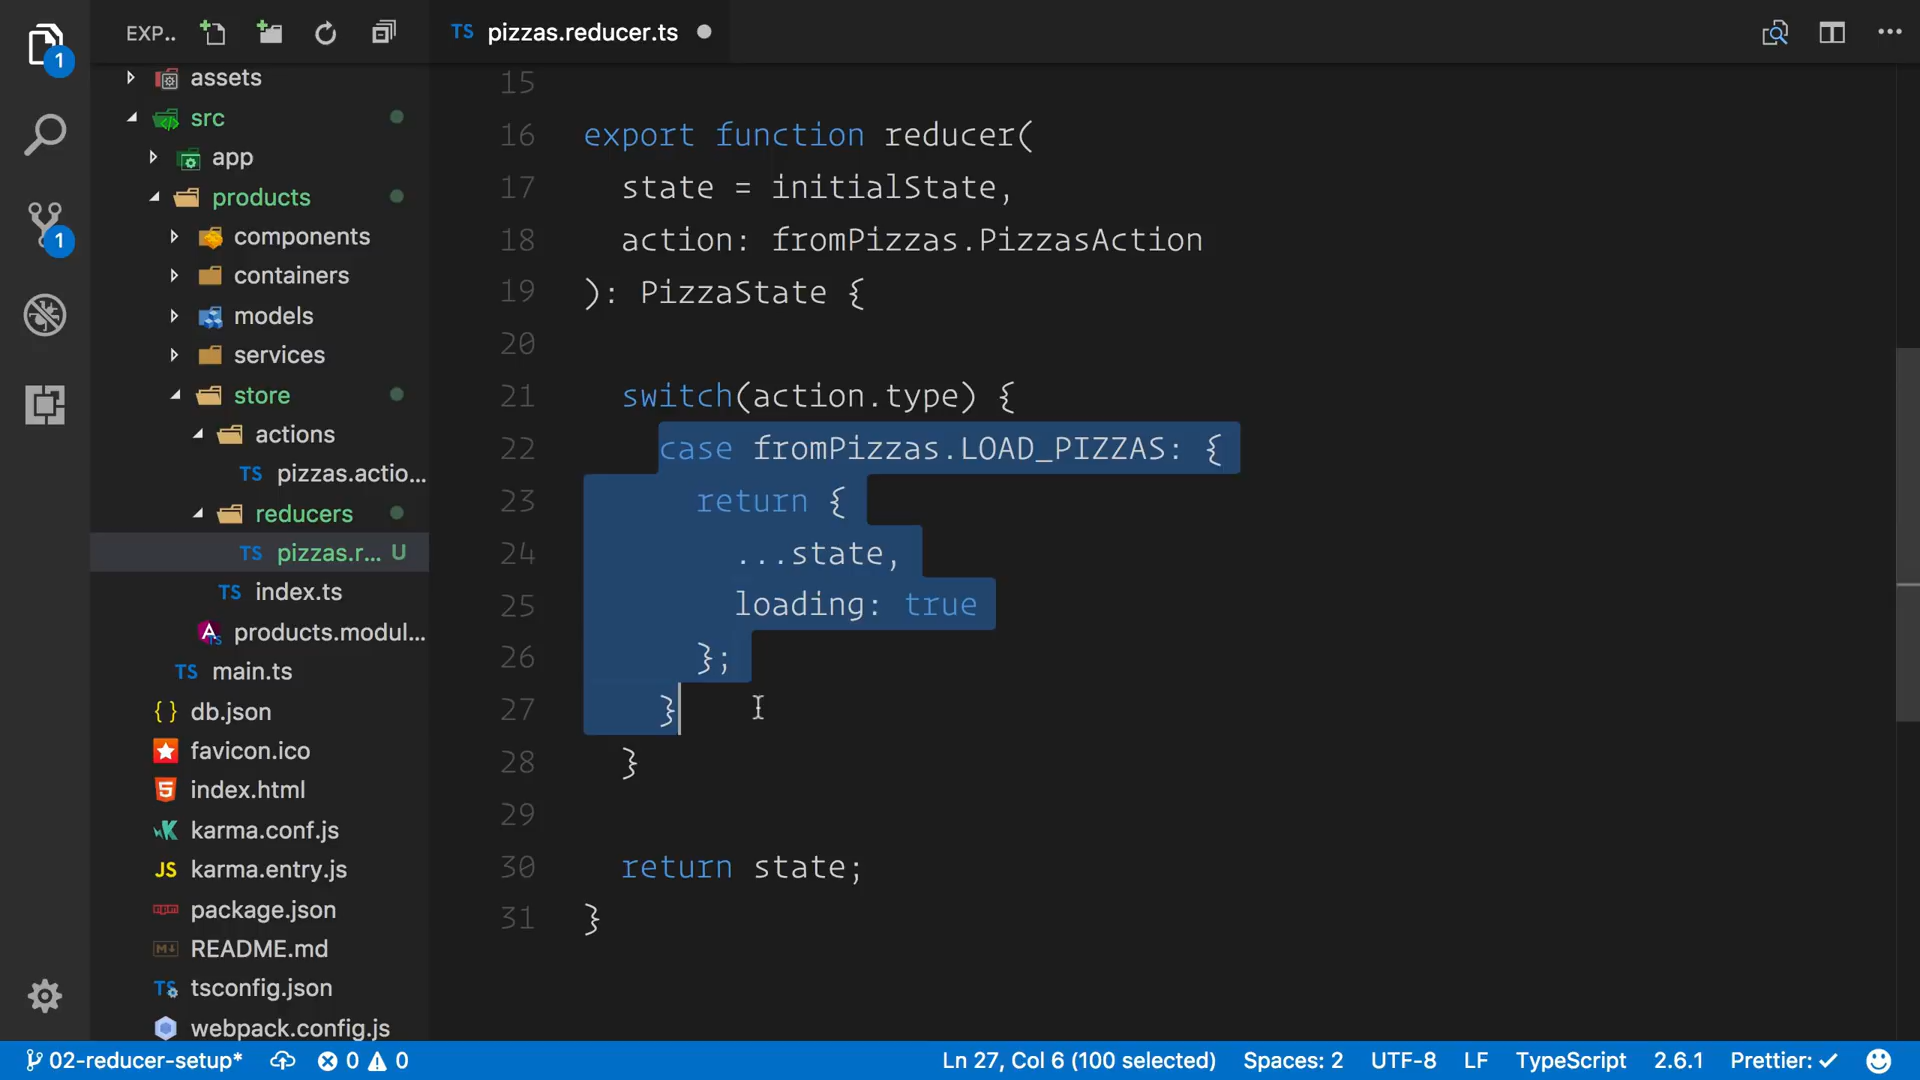 EXP..
TS pizzas.reducer.ts
1
1
assets
src
app
products
components
containers
models
services
store
actions
TS pizzas.actio...
reducers
TS pizzas.r... U
TS index.ts
products.modul...
TS main.ts
{ } db.json
favicon.ico
5 index.html
karma.conf.js
JS karma.entry.js
npm package.json
M README.md
TS tsconfig.json
webpack.config.js
15
16 export function reducer(
17 state = initialState,
18 action: fromPizzas.PizzasAction
19 ): PizzaState {
20
21 switch(action.type) {
22 case fromPizzas.LOAD_PIZZAS: {
23 return {
24 ...state,
25 loading: true
26 };
27 }
28 }
29
30 return state;
31 }
02-reducer-setup* 0 0 Ln 27, Col 6 (100 selected) Spaces: 2 UTF-8 LF TypeScript 2.6.1 Prettier: ✓